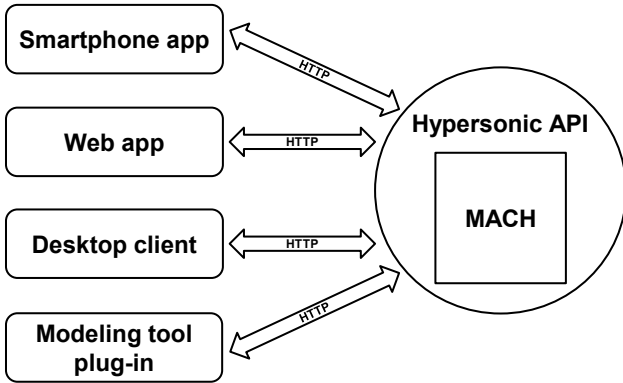 Smartphone app
HTTP
Web app
HTTP
Desktop client
HTTP
Modeling tool
plug-in
HTTP
Hypersonic API
MACH